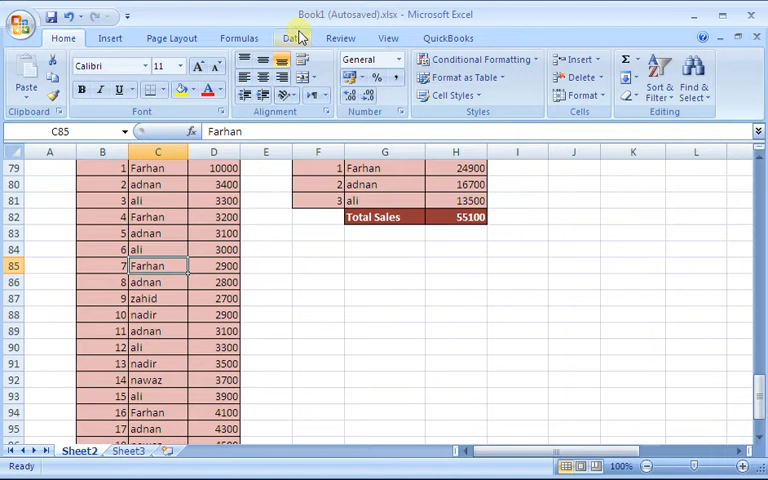 Book1 (Autosaved).xlsx - Microsoft Excel
Home Insert Page Layout Formulas Data Review View QuickBooks
Calibri 11 General Conditional Formatting Insert Σ
Paste Format as Table Delete Sort & Find &
B I U A $ % , Cell Styles Format Filter Select
Clipboard Font Alignment Number Styles Cells Editing
C85 fx Farhan
A B C D E F G H I J K L
79 1 Farhan 10000 1 Farhan 24900
80 2 adnan 3400 2 adnan 16700
81 3 ali 3300 3 ali 13500
82 4 Farhan 3200 Total Sales 55100
83 5 adnan 3100
84 6 ali 3000
85 7 Farhan 2900
86 8 adnan 2800
87 9 zahid 2700
88 10 nadir 2900
89 11 adnan 3100
90 12 ali 3300
91 13 nadir 3500
92 14 nawaz 3700
93 15 ali 3900
94 16 Farhan 4100
95 17 adnan 4300
Sheet2 Sheet3
Ready 100%